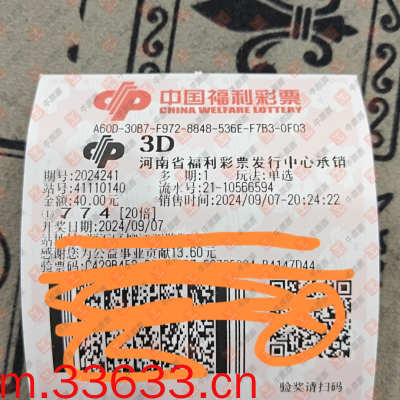 中国福利彩票
CHINA WELFARE LOTTERY
A60D-30B7-F972-8848-536E-F7B3-0F03
3D
河南省福利彩票发行中心承销
期号:2024241 多期:1 玩法:单选
站号:41110140 流水号:21-10566594
金额:40.00元 销售时间:2024/09/07-20:24:22
① 7 7 4 [20倍]
开奖日期:2024/09/07
感谢您为公益事业贡献13.60元
验票码:
m.33633.cn
验奖请扫码